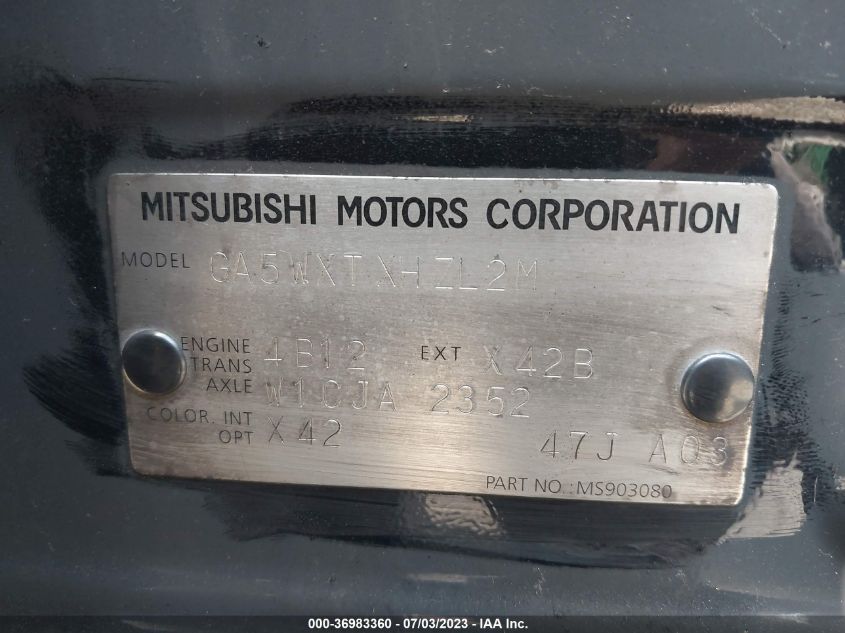 MITSUBISHI MOTORS CORPORATION
MODEL GA5WXTXHZL2M
ENGINE 4B12 EXT X42B
TRANS AXLE W1CJA 2352
COLOR. INT OPT X42 47J A03
PART NO.:MS903080
000-36983360 - 07/03/2023 - IAA Inc.